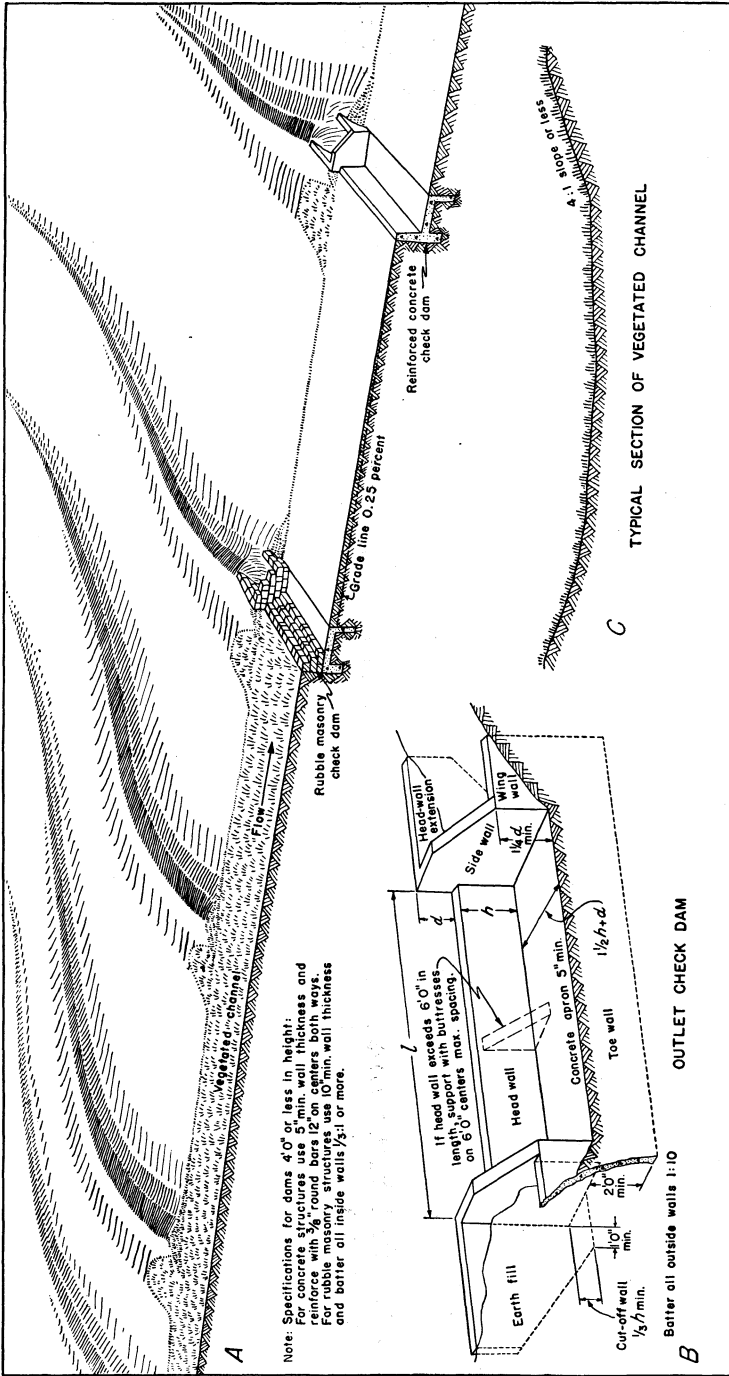 A
Vegetated channel
Flow
Rubble masonry
check dam
Grade line 0.25 percent
Reinforced concrete
check dam
Note: Specifications for dams 4'0" or less in height:
For concrete structures use 5" min. wall thickness and
reinforce with 3/8" round bars 12" on centers both ways.
For rubble masonry structures use 10" min. wall thickness
and batter all inside walls 1/3:1 or more.
B
l
If head wall exceeds 6'0" in
length, support with buttresses
on 6'0" centers max. spacing.
Head-wall
extension
Side wall
Wing
wall
1 1/4 d
min.
d
h
Head wall
Earth fill
1 1/2 h+d
Concrete apron 5" min.
Toe wall
2'0"
min.
1'0"
min.
Cut-off wall
1/3 h min.
Batter all outside walls 1:10
OUTLET CHECK DAM
C
4:1 slope or less
TYPICAL SECTION OF VEGETATED CHANNEL